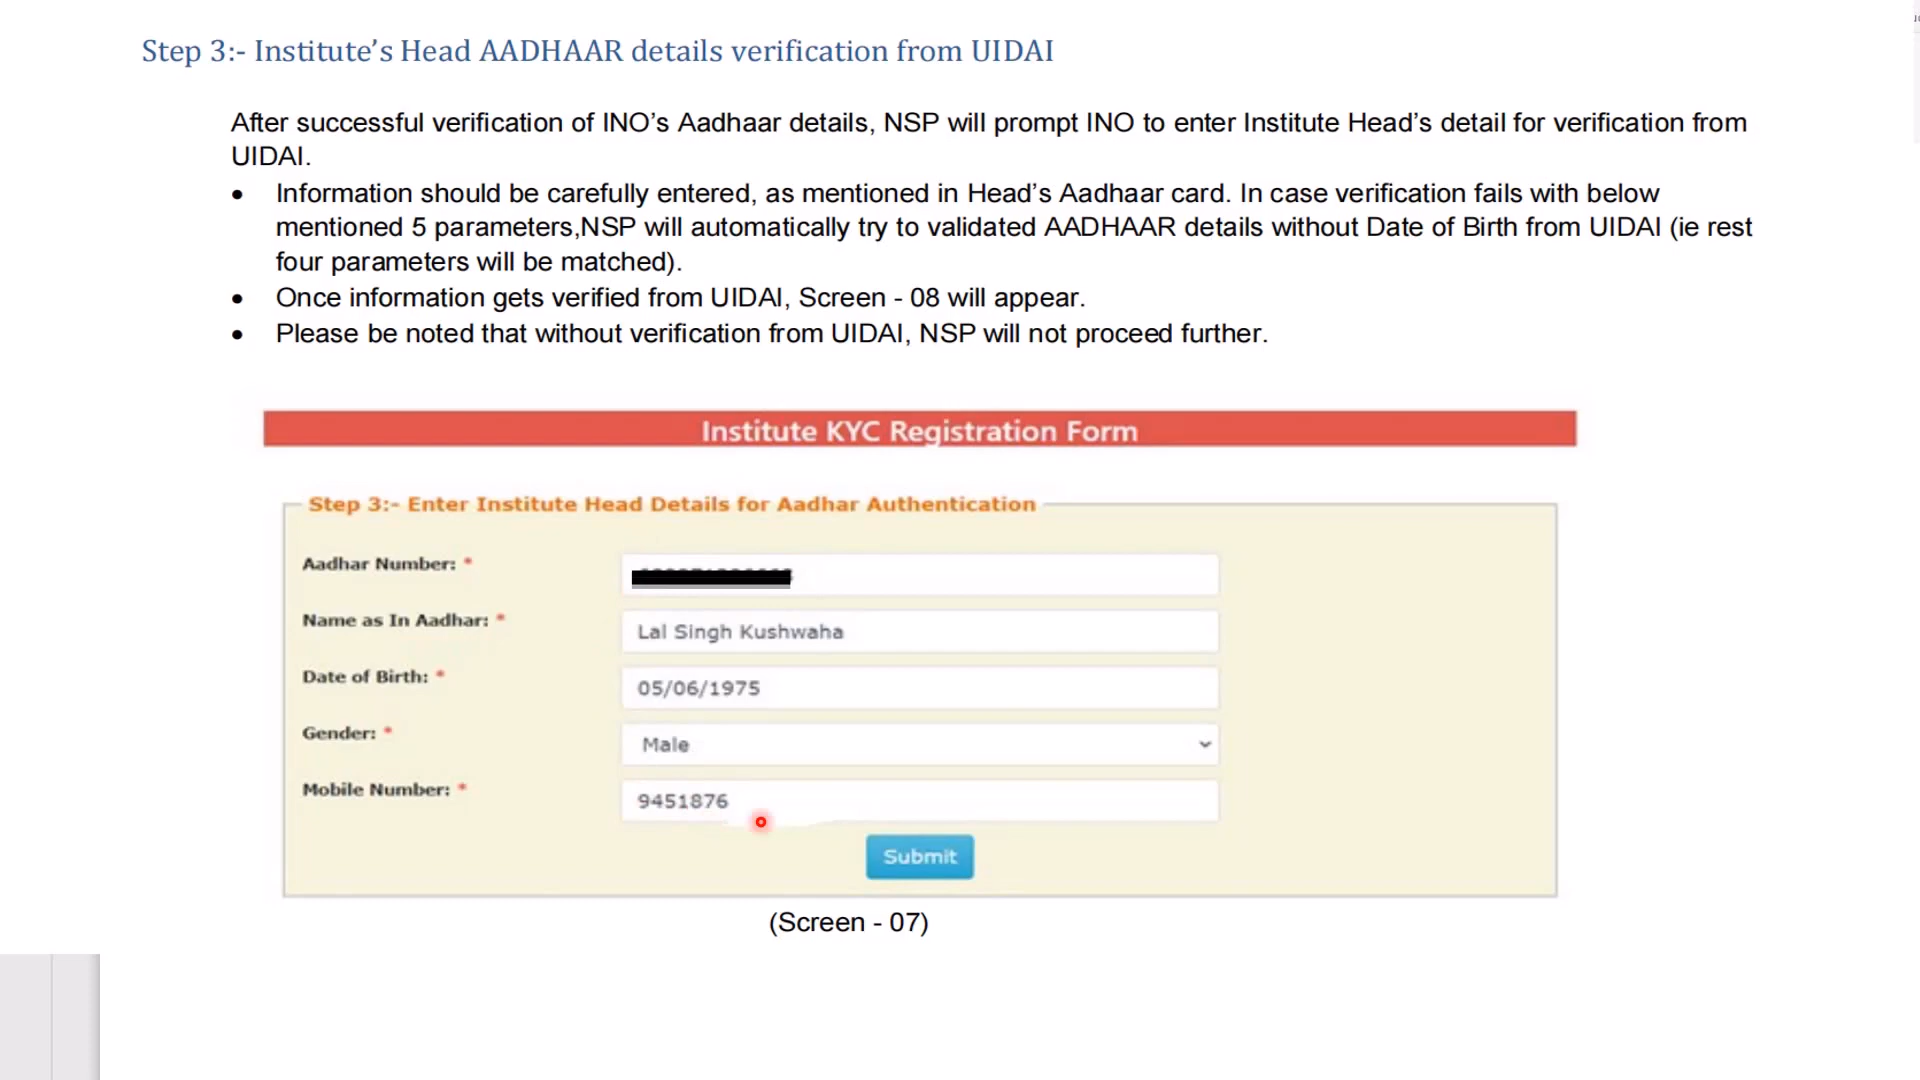 Step 3:- Institute’s Head AADHAAR details verification from UIDAI
After successful verification of INO’s Aadhaar details, NSP will prompt INO to enter Institute Head’s detail for verification from
UIDAI.
• Information should be carefully entered, as mentioned in Head’s Aadhaar card. In case verification fails with below
mentioned 5 parameters,NSP will automatically try to validated AADHAAR details without Date of Birth from UIDAI (ie rest
four parameters will be matched).
• Once information gets verified from UIDAI, Screen - 08 will appear.
• Please be noted that without verification from UIDAI, NSP will not proceed further.
Institute KYC Registration Form
Step 3:- Enter Institute Head Details for Aadhar Authentication
Aadhar Number: *
Name as In Aadhar: * Lal Singh Kushwaha
Date of Birth: * 05/06/1975
Gender: * Male
Mobile Number: * 9451876
Submit
(Screen - 07)